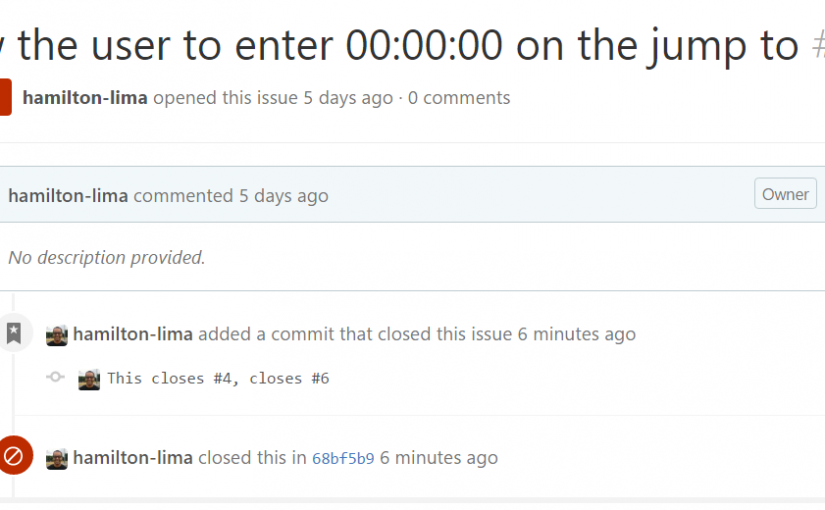 the user to enter 00:00:00 on the jump to
hamilton-lima opened this issue 5 days ago · 0 comments
hamilton-lima commented 5 days ago Owner
No description provided.
hamilton-lima added a commit that closed this issue 6 minutes ago
This closes #4, closes #6
hamilton-lima closed this in 68bf5b9 6 minutes ago